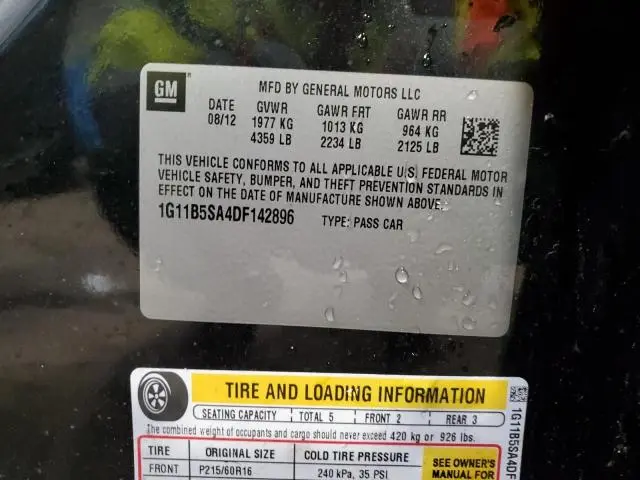 GM
MFD BY GENERAL MOTORS LLC
DATE GVWR GAWR FRT GAWR RR
08/12 1977 KG 1013 KG 964 KG
4359 LB 2234 LB 2125 LB
THIS VEHICLE CONFORMS TO ALL APPLICABLE U.S. FEDERAL MOTOR
VEHICLE SAFETY, BUMPER, AND THEFT PREVENTION STANDARDS IN
EFFECT ON THE DATE OF MANUFACTURE SHOWN ABOVE.
1G11B5SA4DF142896 TYPE: PASS CAR
TIRE AND LOADING INFORMATION
SEATING CAPACITY TOTAL 5 FRONT 2 REAR 3
The combined weight of occupants and cargo should never exceed 420 kg or 926 lbs.
TIRE ORIGINAL SIZE COLD TIRE PRESSURE
FRONT P215/60R16 240 kPa, 35 PSI
SEE OWNER'S
MANUAL FOR
1G11B5SA4DF